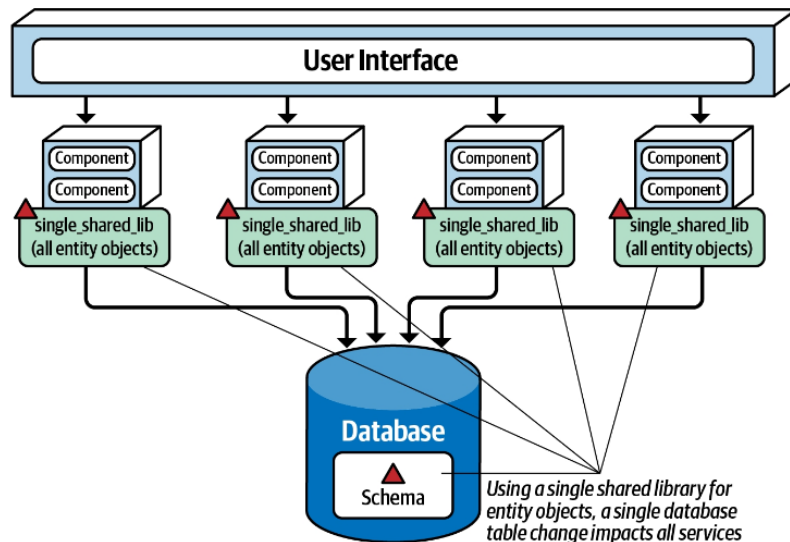 User Interface
Component
Component
Component
Component
Component
Component
Component
Component
single_shared_lib
(all entity objects)
single_shared_lib
(all entity objects)
single_shared_lib
(all entity objects)
single_shared_lib
(all entity objects)
Database
Schema
Using a single shared library for
entity objects, a single database
table change impacts all services